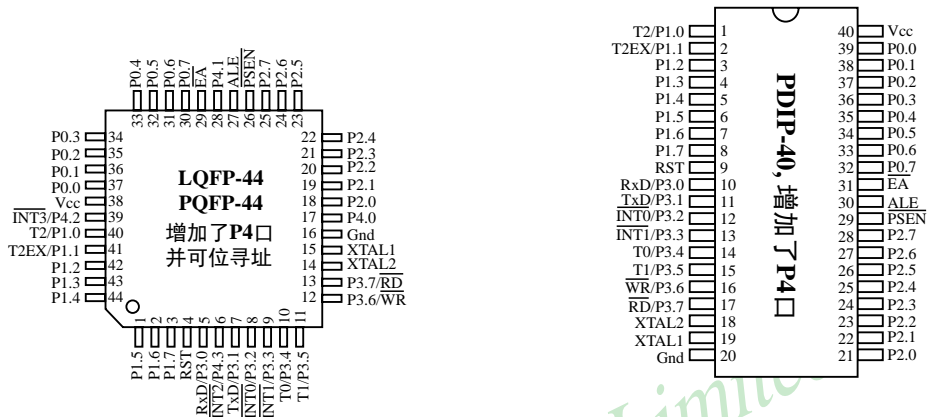 P0.4
P0.5
P0.6
P0.7
EA
P4.1
ALE
PSEN
P2.7
P2.6
P2.5
33
32
31
30
29
28
27
26
25
24
23
P0.3 34
P0.2 35
P0.1 36
P0.0 37
Vcc 38
INT3/P4.2 39
T2/P1.0 40
T2EX/P1.1 41
P1.2 42
P1.3 43
P1.4 44
LQFP-44
PQFP-44
增加了P4口
并可位寻址
22 P2.4
21 P2.3
20 P2.2
19 P2.1
18 P2.0
17 P4.0
16 Gnd
15 XTAL1
14 XTAL2
13 P3.7/RD
12 P3.6/WR
1
2
3
4
5
6
7
8
9
10
11
P1.5
P1.6
P1.7
RST
RxD/P3.0
INT2/P4.3
TxD/P3.1
INT0/P3.2
INT1/P3.3
T0/P3.4
T1/P3.5
T2/P1.0 1
T2EX/P1.1 2
P1.2 3
P1.3 4
P1.4 5
P1.5 6
P1.6 7
P1.7 8
RST 9
RxD/P3.0 10
TxD/P3.1 11
INT0/P3.2 12
INT1/P3.3 13
T0/P3.4 14
T1/P3.5 15
WR/P3.6 16
RD/P3.7 17
XTAL2 18
XTAL1 19
Gnd 20
PDIP-40, 增加了P4口
40 Vcc
39 P0.0
38 P0.1
37 P0.2
36 P0.3
35 P0.4
34 P0.5
33 P0.6
32 P0.7
31 EA
30 ALE
29 PSEN
28 P2.7
27 P2.6
26 P2.5
25 P2.4
24 P2.3
23 P2.2
22 P2.1
21 P2.0
Limited